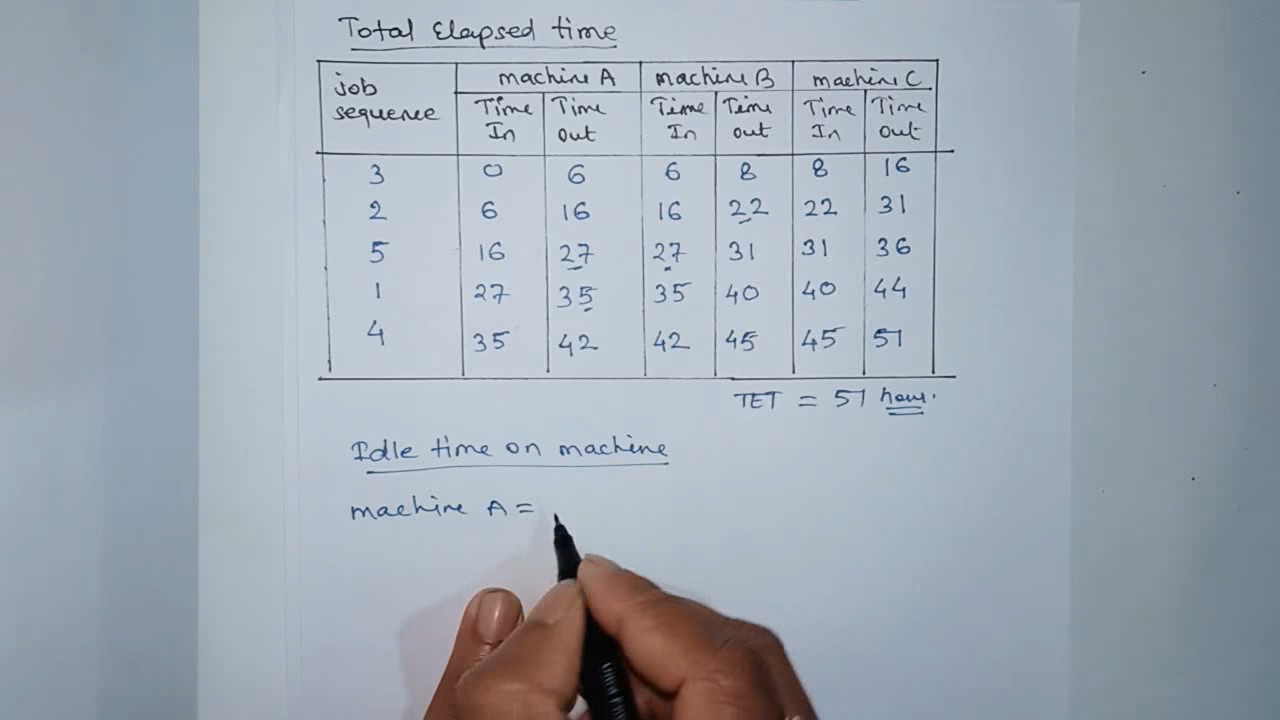 Total Elapsed time
job sequence machine A machine B machine C
Time In Time out Time In Time out Time In Time out
3 0 6 6 8 8 16
2 6 16 16 22 22 31
5 16 27 27 31 31 36
1 27 35 35 40 40 44
4 35 42 42 45 45 51
TET = 51 hours.
Idle time on machine
machine A =